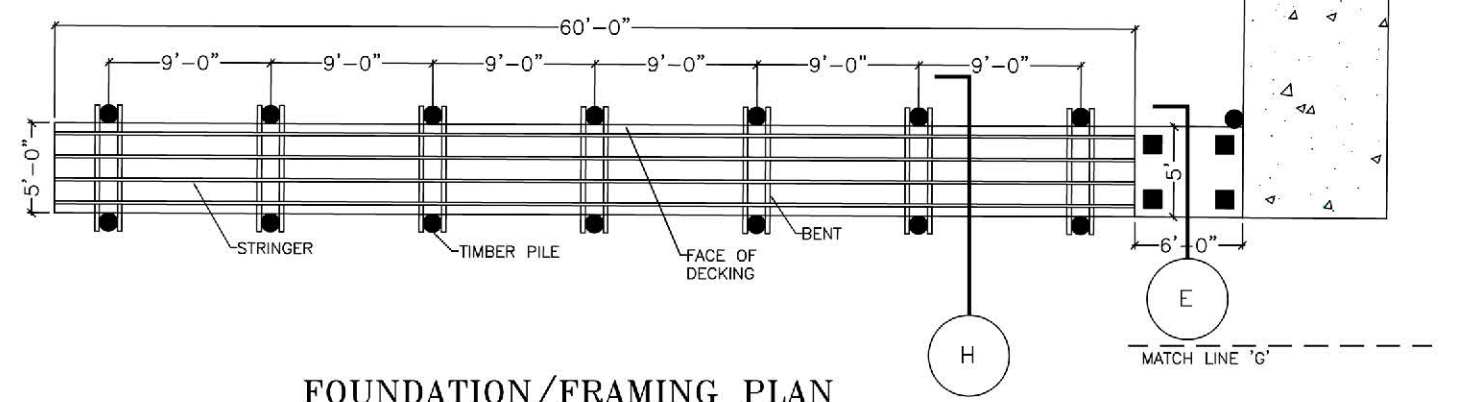 60'-0"
9'-0" 9'-0" 9'-0" 9'-0" 9'-0" 9'-0"
5'-0"
5'
STRINGER
TIMBER PILE
FACE OF
DECKING
BENT
6'-0"
E
H
MATCH LINE 'G'
FOUNDATION/FRAMING PLAN